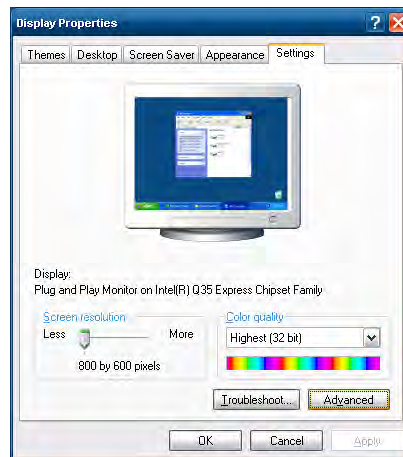 Display Properties
Themes Desktop Screen Saver Appearance Settings
Display:
Plug and Play Monitor on Intel(R) Q35 Express Chipset Family
Screen resolution
Less More
800 by 600 pixels
Color quality
Highest (32 bit)
Troubleshoot... Advanced
OK Cancel Apply